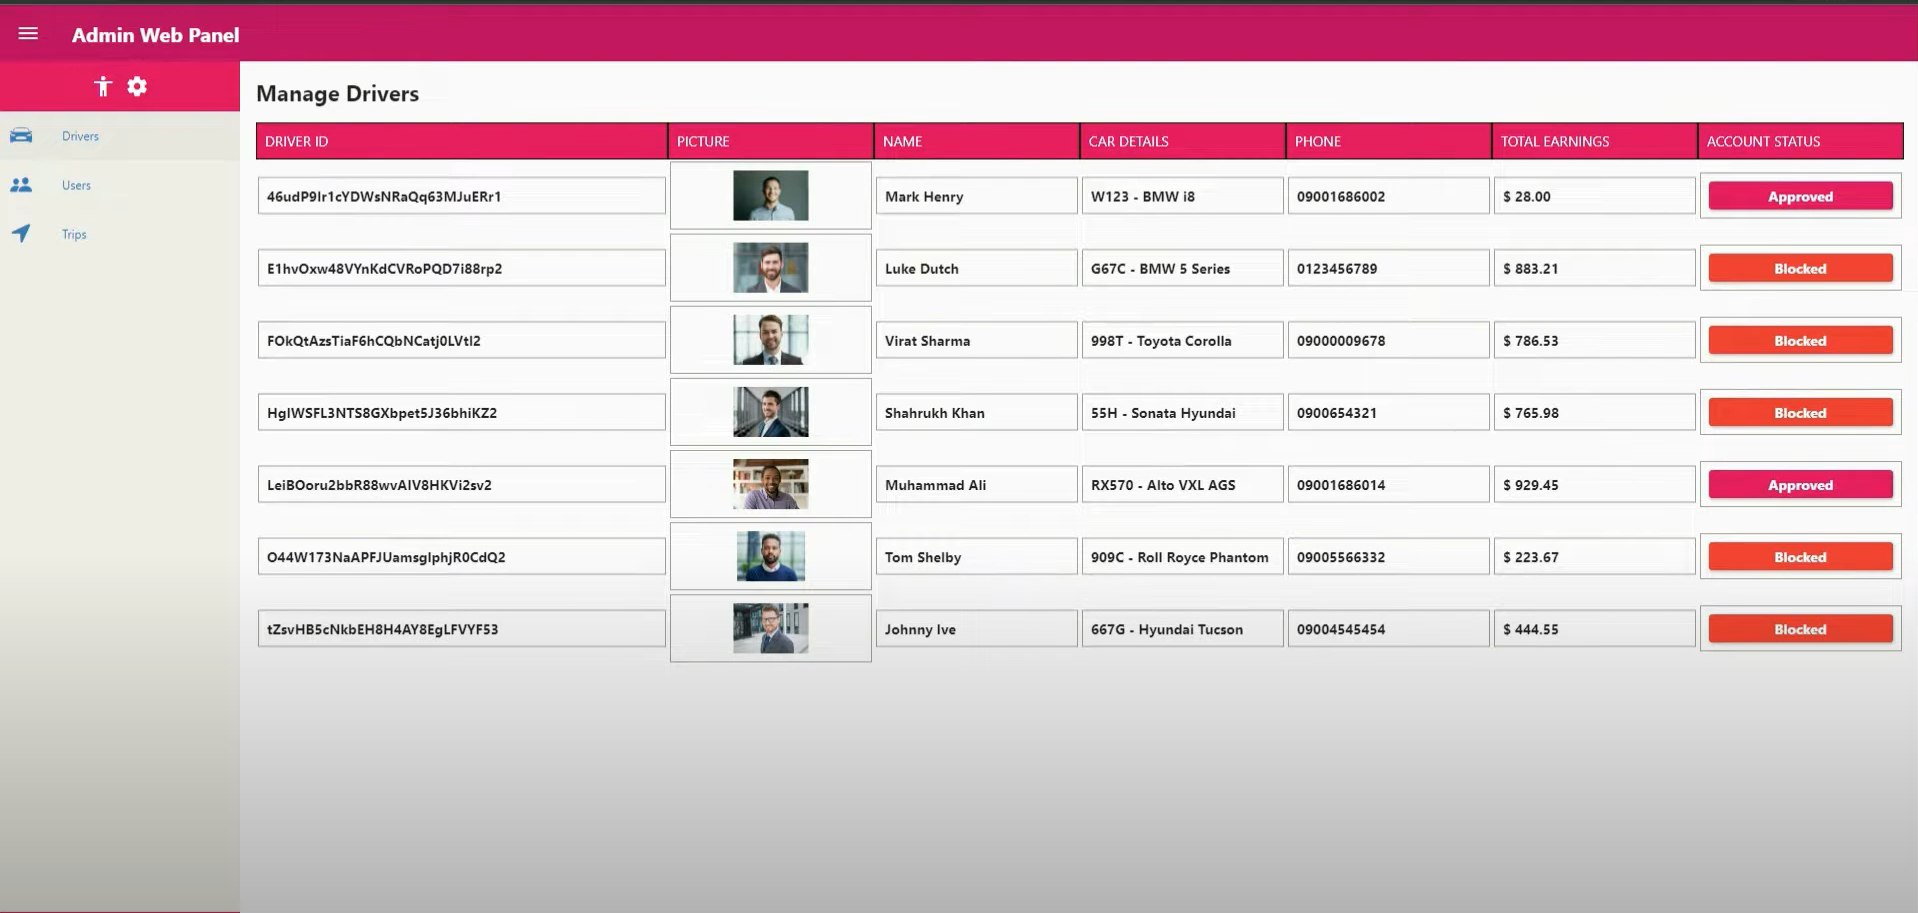 Admin Web Panel
Drivers
Users
Trips
Manage Drivers
DRIVER ID PICTURE NAME CAR DETAILS PHONE TOTAL EARNINGS ACCOUNT STATUS
46udP9Ir1cYDWsNRaQq63MJuERr1 Mark Henry W123 - BMW i8 09001686002 $ 28.00 Approved
E1hvOxw48VYnKdCVRoPQD7i88rp2 Luke Dutch G67C - BMW 5 Series 0123456789 $ 883.21 Blocked
FOkQtAzsTiaF6hCQbNCatj0LVtI2 Virat Sharma 998T - Toyota Corolla 09000009678 $ 786.53 Blocked
HgIWSFL3NTS8GXbpet5J36bhiKZ2 Shahrukh Khan 55H - Sonata Hyundai 0900654321 $ 765.98 Blocked
LeiBOoru2bbR88wvAIV8HKVi2sv2 Muhammad Ali RX570 - Alto VXL AGS 09001686014 $ 929.45 Approved
O44W173NaAPFJUamsgIphjR0CdQ2 Tom Shelby 909C - Roll Royce Phantom 09005566332 $ 223.67 Blocked
tZsvHB5cNkbEH8H4AY8EgLFVYF53 Johnny Ive 667G - Hyundai Tucson 09004545454 $ 444.55 Blocked